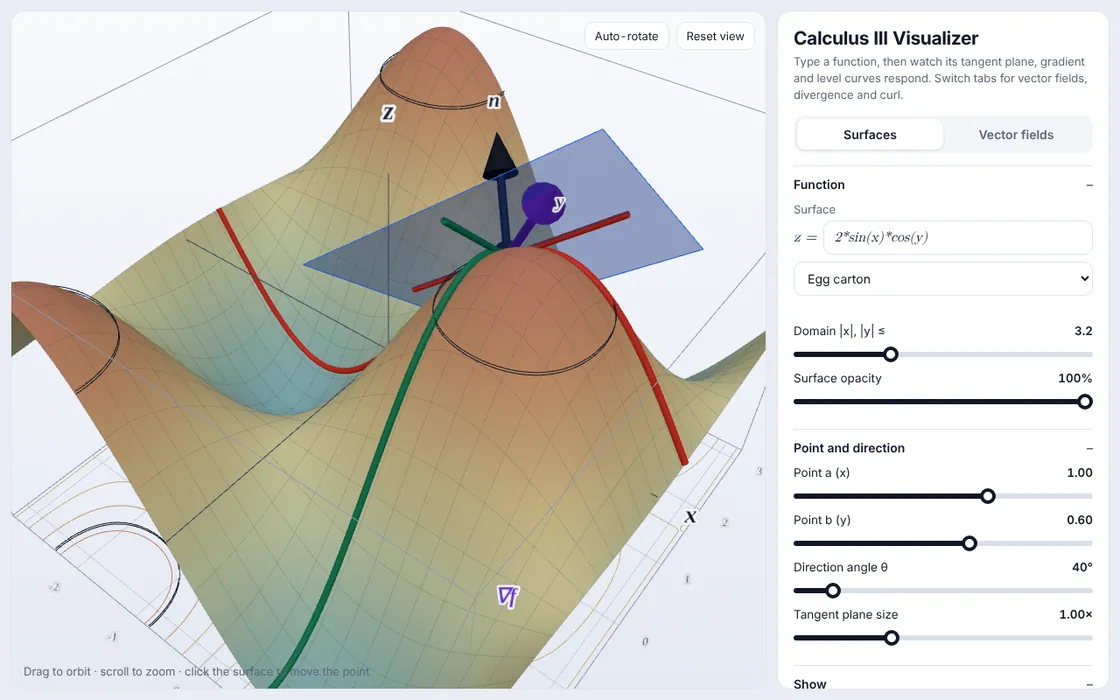 Auto-rotate
Reset view
z
n
y
x
∇f
3
2
1
0
-2
-1
Drag to orbit · scroll to zoom · click the surface to move the point
Calculus III Visualizer
Type a function, then watch its tangent plane, gradient
and level curves respond. Switch tabs for vector fields,
divergence and curl.
Surfaces
Vector fields
Function –
Surface
z = 2*sin(x)*cos(y)
Egg carton
Domain |x|, |y| ≤ 3.2
Surface opacity 100%
Point and direction –
Point a (x) 1.00
Point b (y) 0.60
Direction angle θ 40°
Tangent plane size 1.00×
Show –